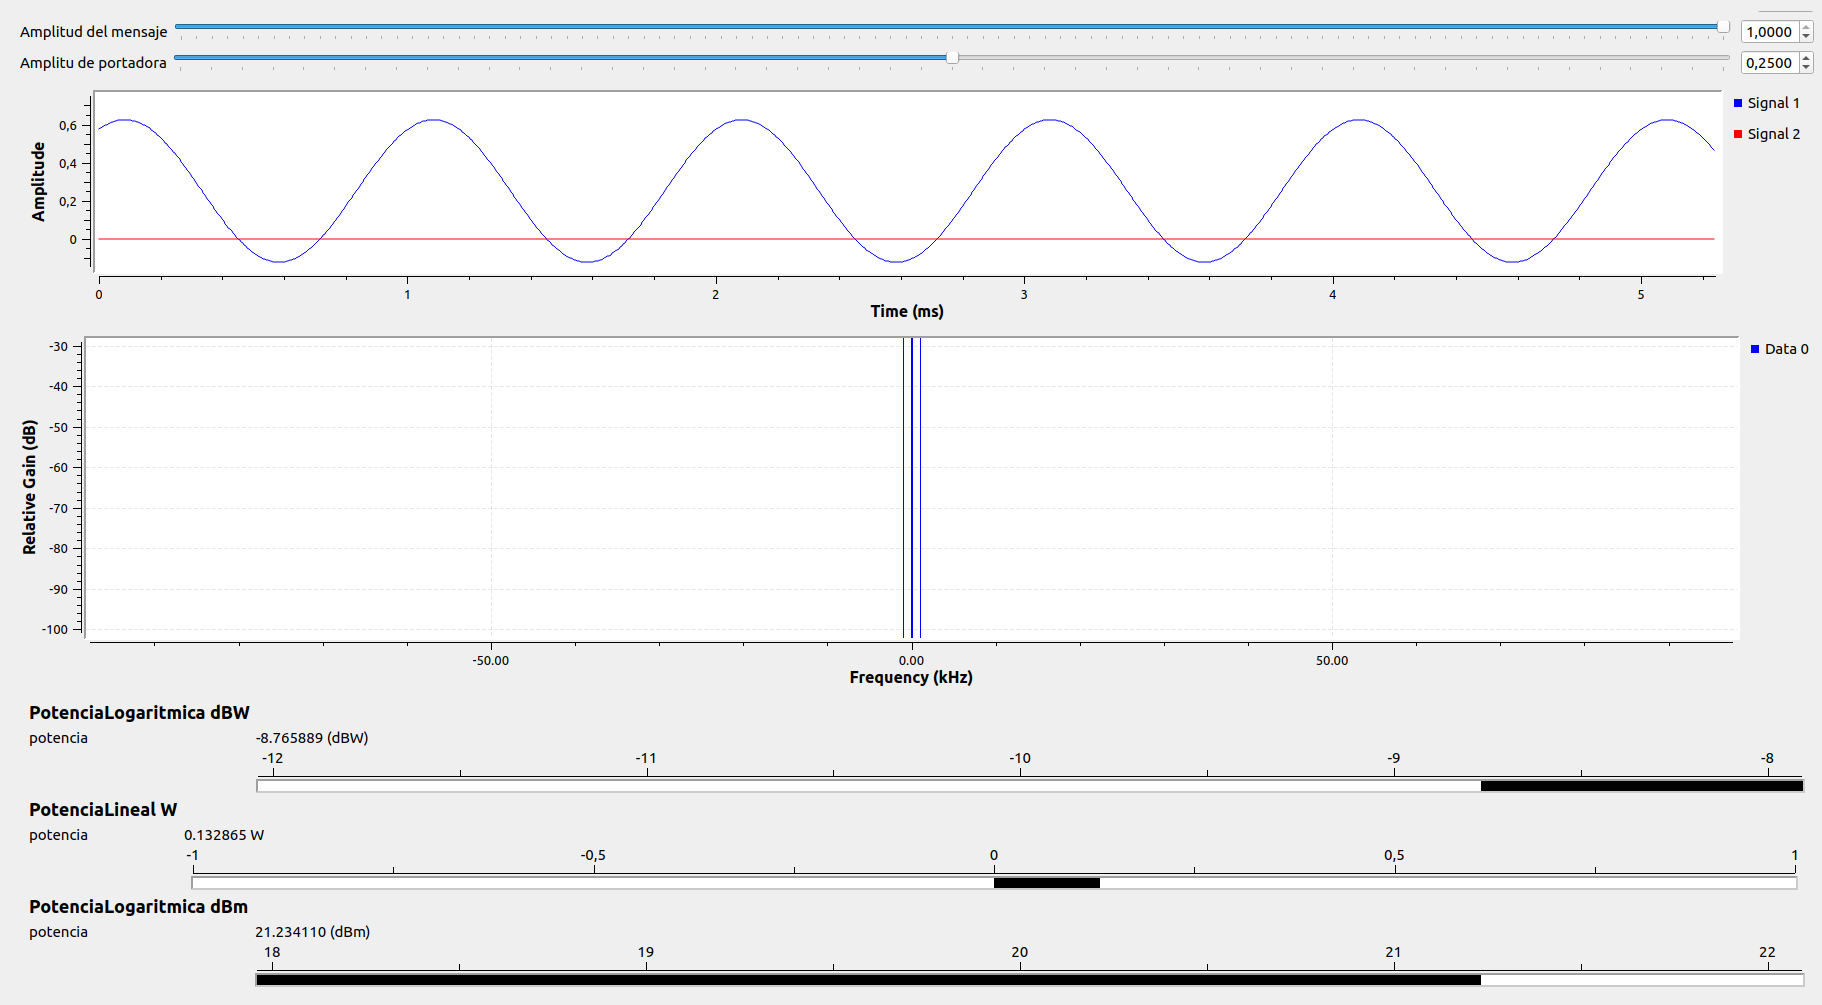 Amplitud del mensaje 1,0000
Amplitu de portadora 0,2500
Signal 1
Signal 2
Amplitude
0,6
0,4
0,2
0
0 1 2 3 4 5
Time (ms)
Data 0
Relative Gain (dB)
-30
-40
-50
-60
-70
-80
-90
-100
-50.00 0.00 50.00
Frequency (kHz)
PotenciaLogaritmica dBW
potencia -8.765889 (dBW)
-12 -11 -10 -9 -8
PotenciaLineal W
potencia 0.132865 W
-1 -0,5 0 0,5 1
PotenciaLogaritmica dBm
potencia 21.234110 (dBm)
18 19 20 21 22